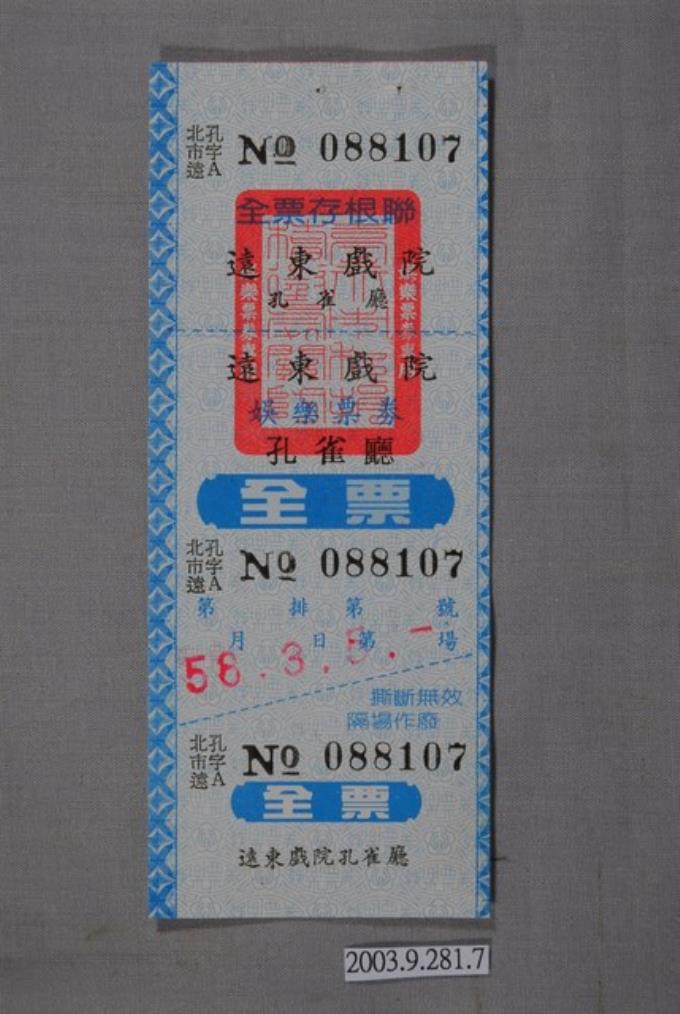 北市遠 孔字A
No 088107
全票存根聯
遠東戲院
孔雀廳
遠東戲院
娛樂票券
孔雀廳
全票
北市遠 孔字A
No 088107
第 排 第 號
月 日 第 場
58.3.5.-
撕斷無效
隔場作廢
北市遠 孔字A
No 088107
全票
遠東戲院孔雀廳
2003.9.281.7